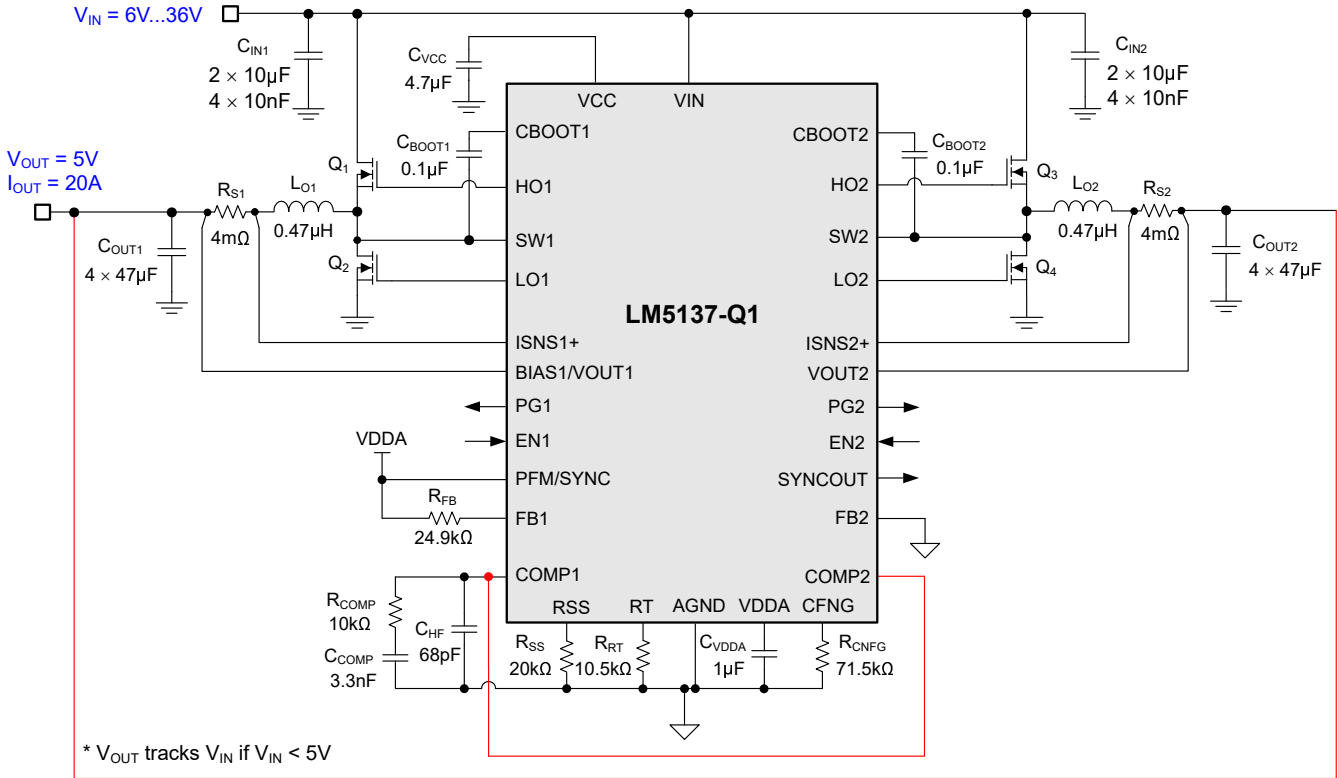 VIN = 6V...36V
CIN1
2 × 10µF
4 × 10nF
CVCC
4.7µF
CIN2
2 × 10µF
4 × 10nF
VCC
VIN
VOUT = 5V
IOUT = 20A
CBOOT1
CBOOT2
CBOOT1
0.1µF
CBOOT2
0.1µF
Q1
HO1
HO2
Q3
RS1
4mΩ
LO1
0.47µH
LO2
0.47µH
RS2
4mΩ
COUT1
4 × 47µF
SW1
SW2
COUT2
4 × 47µF
Q2
LO1
LO2
Q4
LM5137-Q1
ISNS1+
ISNS2+
BIAS1/VOUT1
VOUT2
PG1
PG2
VDDA
EN1
EN2
PFM/SYNC
SYNCOUT
RFB
24.9kΩ
FB1
FB2
COMP1
COMP2
RSS
RT
AGND
VDDA
CFNG
RCOMP
10kΩ
CHF
68pF
CCOMP
3.3nF
RSS
20kΩ
RRT
10.5kΩ
CVDDA
1µF
RCNFG
71.5kΩ
* VOUT tracks VIN if VIN < 5V